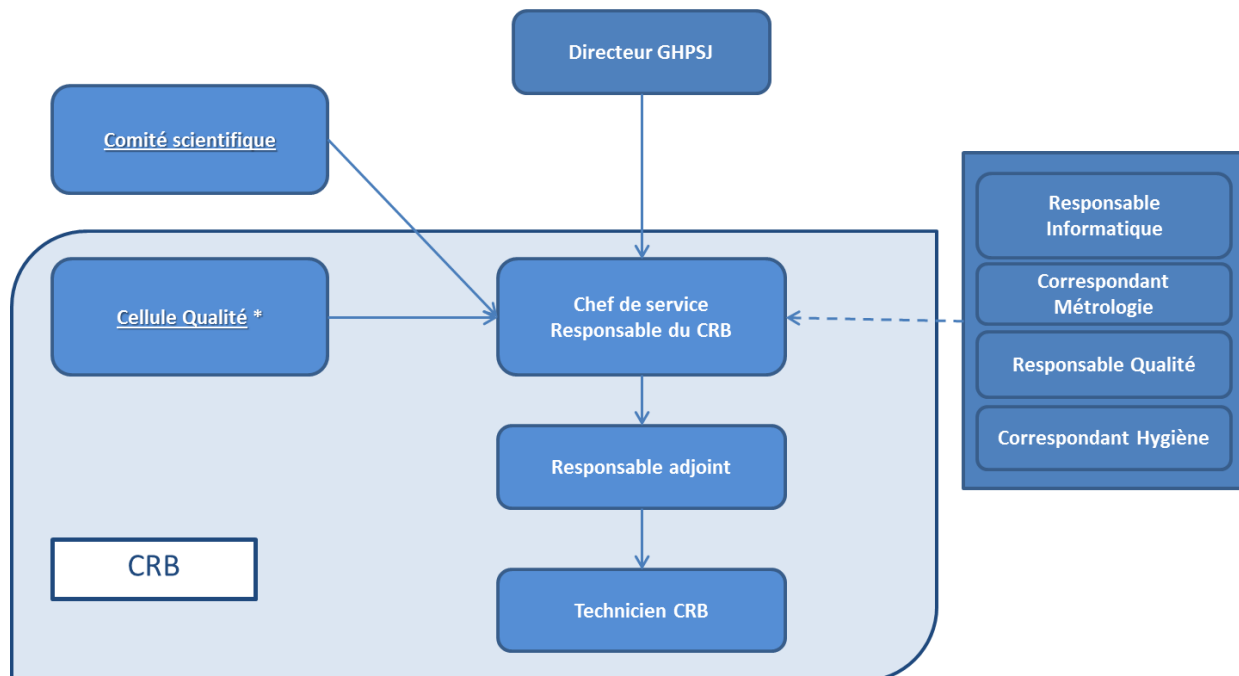 Directeur GHPSJ
Comité scientifique
Cellule Qualité *
Chef de service
Responsable du CRB
Responsable adjoint
Technicien CRB
CRB
Responsable
Informatique
Correspondant
Métrologie
Responsable Qualité
Correspondant Hygiène